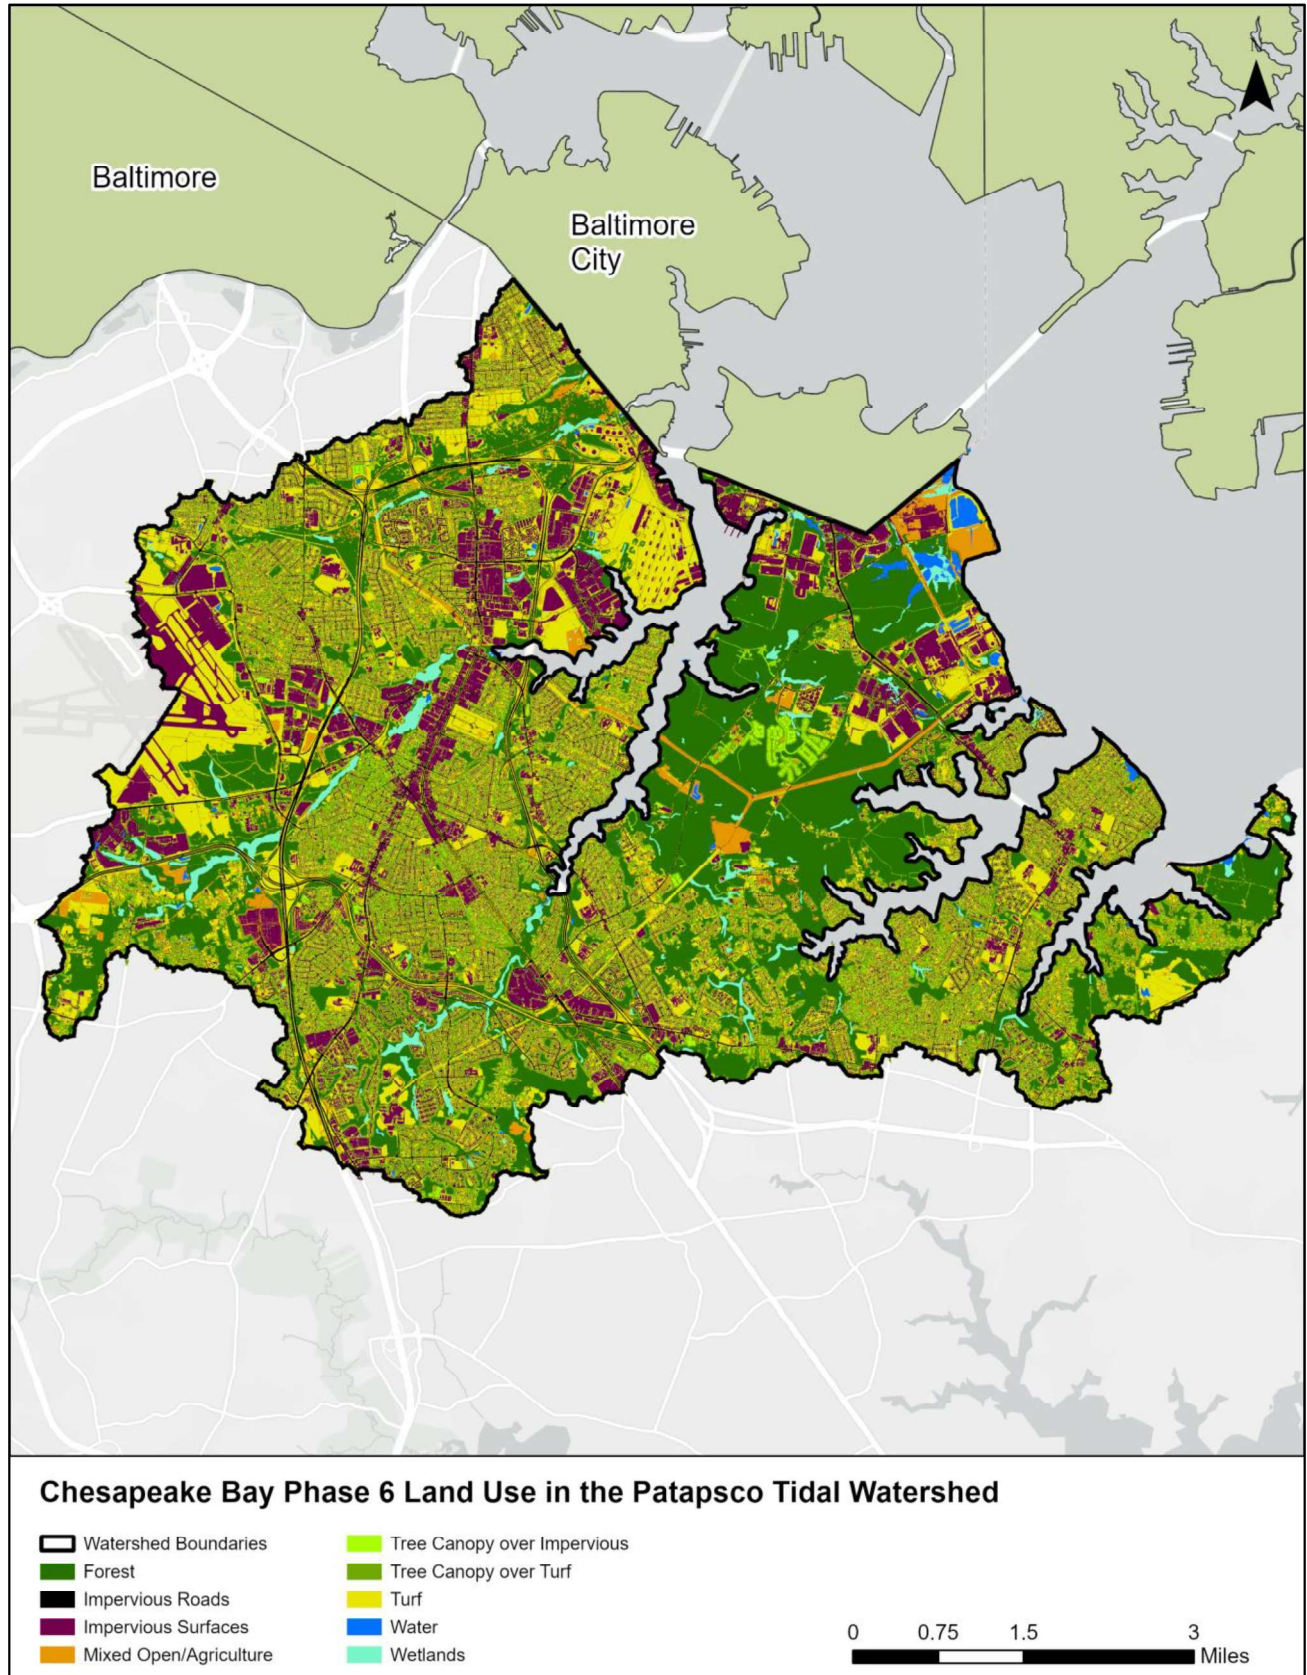 N
Baltimore
Baltimore
City
Chesapeake Bay Phase 6 Land Use in the Patapsco Tidal Watershed
Watershed Boundaries
Forest
Impervious Roads
Impervious Surfaces
Mixed Open/Agriculture
Tree Canopy over Impervious
Tree Canopy over Turf
Turf
Water
Wetlands
0 0.75 1.5 3
Miles